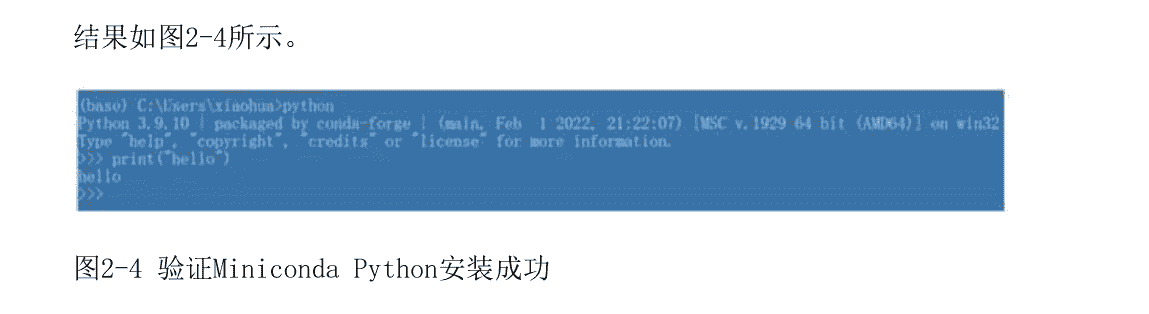 结果如图2-4所示。
(base) C:\Users\xiaohua>python
Python 3.9.10 | packaged by conda-forge | (main, Feb  1 2022, 21:22:07) [MSC v.1929 64 bit (AMD64)] on win32
Type "help", "copyright", "credits" or "license" for more information.
>>> print("hello")
hello
>>>
图2-4 验证Miniconda Python安装成功